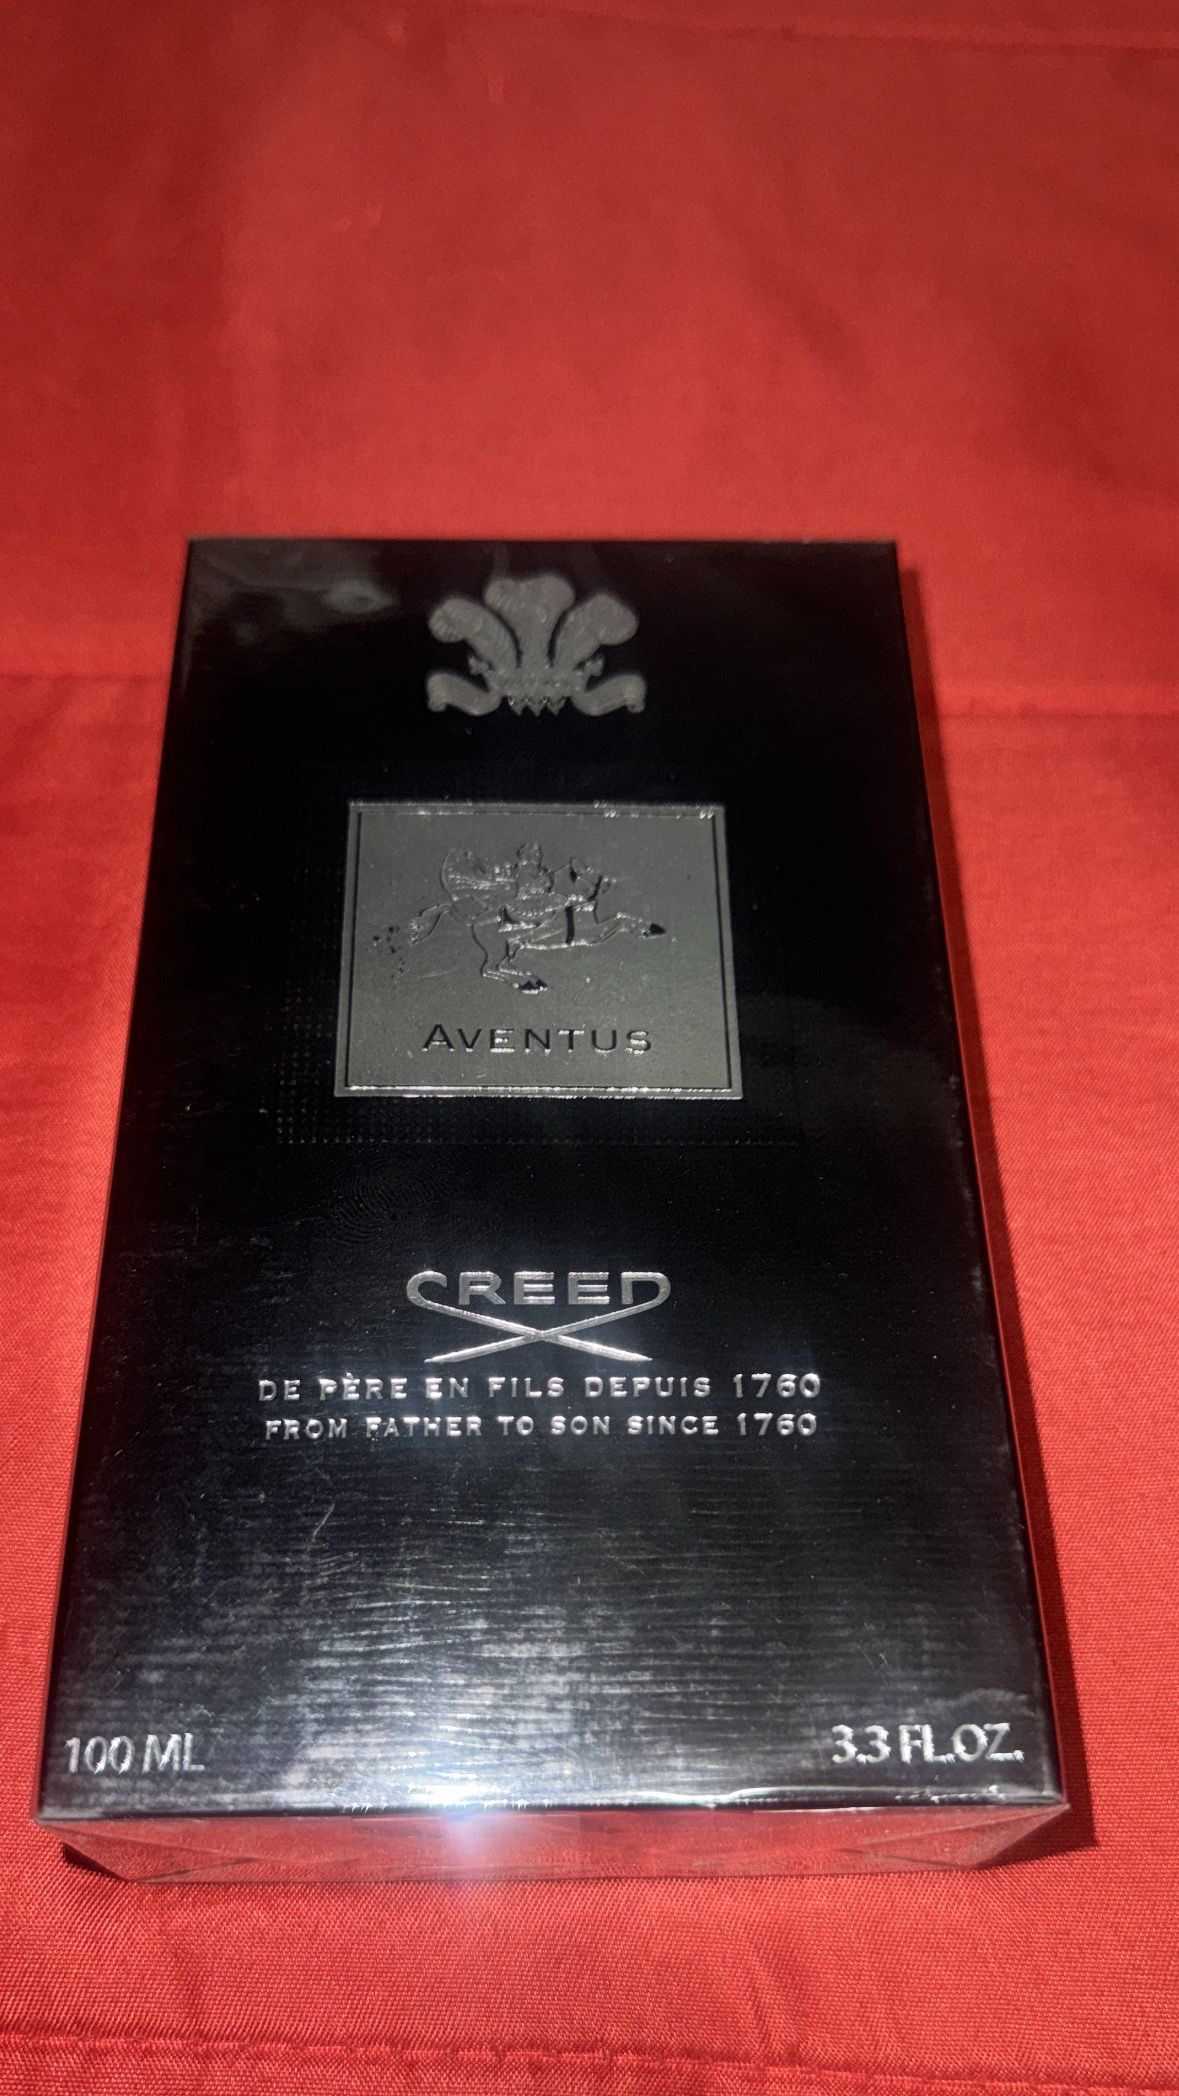 AVENTUS
CREED
DE PÈRE EN FILS DEPUIS 1760
FROM FATHER TO SON SINCE 1760
100 ML
3.3 FL.OZ.